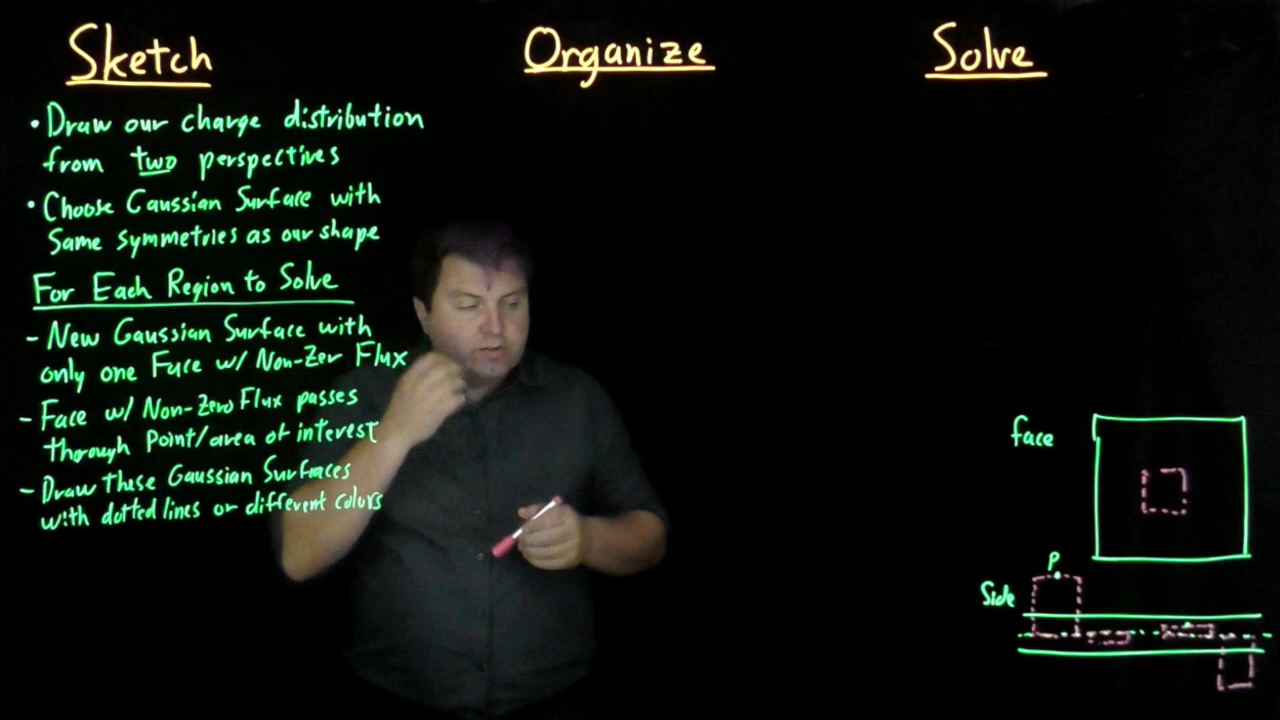 Sketch
• Draw our charge distribution
from two perspectives
• Choose Gaussian Surface with
Same symmetries as our shape
For Each Region to Solve
- New Gaussian Surface with
only one Face w/ Non-Zer Flux
- Face w/ Non-Zero Flux passes
through point/area of interest
- Draw these Gaussian Surfaces
with dotted lines or different colors
Organize
Solve
face
P
Side